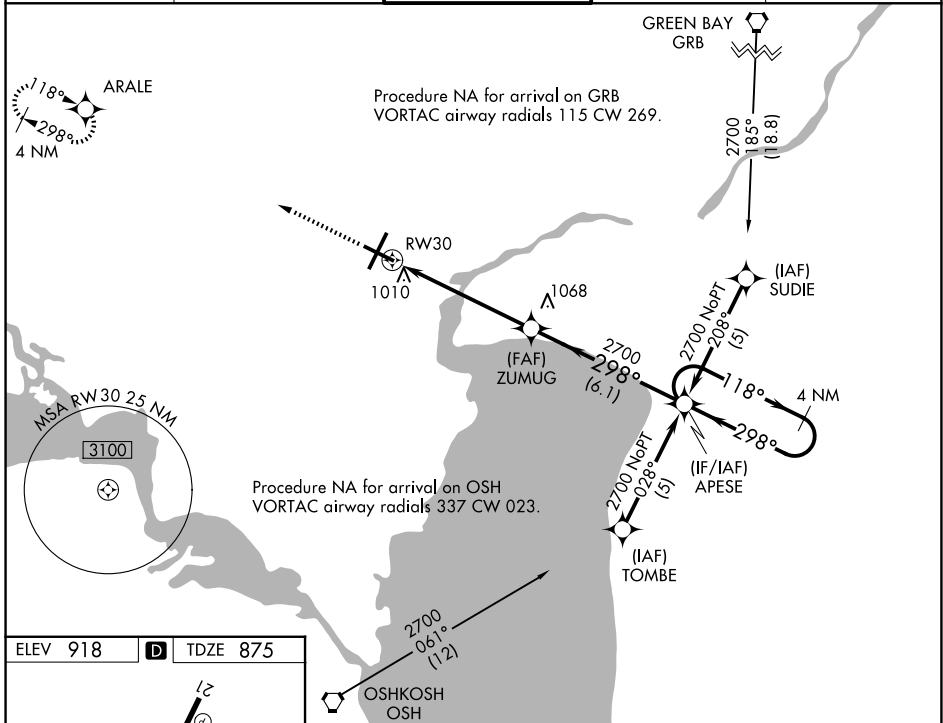 GREEN BAY
GRB
ARALE
118°
298°
4 NM
Procedure NA for arrival on GRB
VORTAC airway radials 115 CW 269.
2700
185°
(18.8)
RW30
1010
1068
(IAF)
SUDIE
2700 NoPT
208°
(5)
(FAF)
ZUMUG
2700
298°
(6.1)
118°
4 NM
298°
(IF/IAF)
APESE
MSA RW30 25 NM
3100
Procedure NA for arrival on OSH
VORTAC airway radials 337 CW 023.
2700 NoPT
028°
(5)
(IAF)
TOMBE
2700
061°
(12)
OSHKOSH
OSH
ELEV 918
D
TDZE 875
21